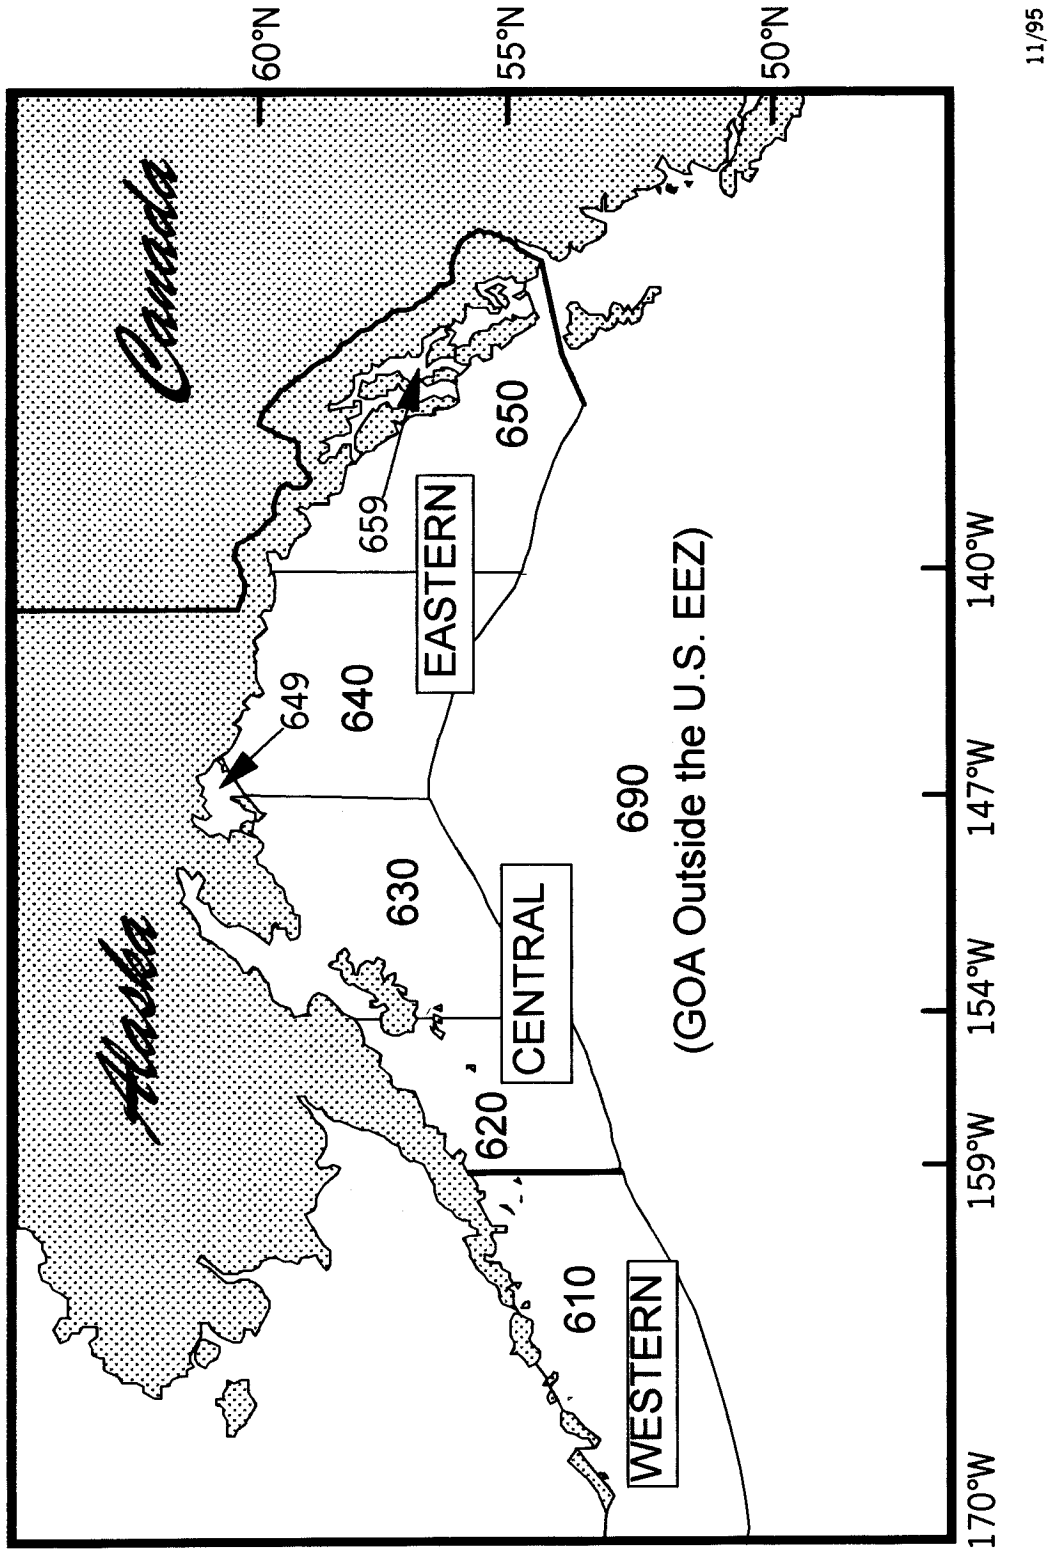 Alaska
Canada
60°N
55°N
50°N
649
640
659
EASTERN
650
630
CENTRAL
620
610
WESTERN
690
(GOA Outside the U.S. EEZ)
170°W
159°W
154°W
147°W
140°W
11/95